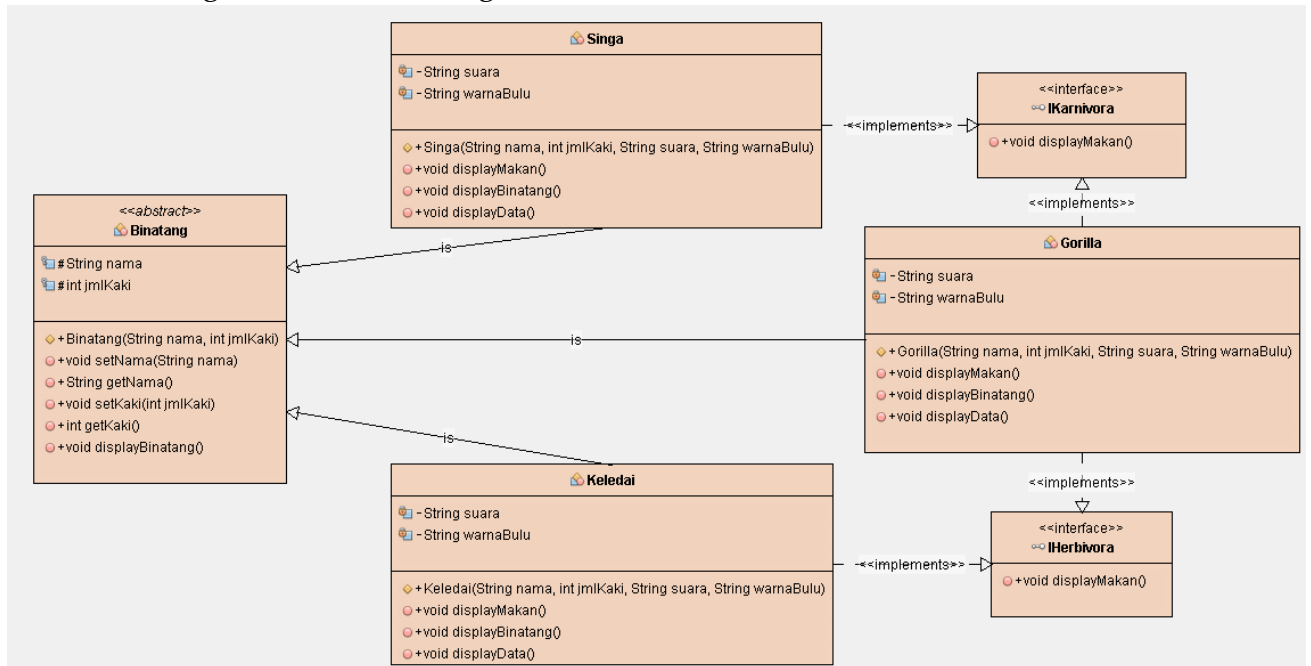 Singa
-String suara
-String warnaBulu
+Singa(String nama, int jmlKaki, String suara, String warnaBulu)
+void displayMakan()
+void displayBinatang()
+void displayData()
<<implements>>
<<interface>>
IKarnivora
+void displayMakan()
<<implements>>
<<abstract>>
Binatang
#String nama
#int jmlKaki
+Binatang(String nama, int jmlKaki)
+void setNama(String nama)
+String getNama()
+void setKaki(int jmlKaki)
+int getKaki()
+void displayBinatang()
is
is
is
Gorilla
-String suara
-String warnaBulu
+Gorilla(String nama, int jmlKaki, String suara, String warnaBulu)
+void displayMakan()
+void displayBinatang()
+void displayData()
<<implements>>
Keledai
-String suara
-String warnaBulu
+Keledai(String nama, int jmlKaki, String suara, String warnaBulu)
+void displayMakan()
+void displayBinatang()
+void displayData()
<<implements>>
<<interface>>
IHerbivora
+void displayMakan()